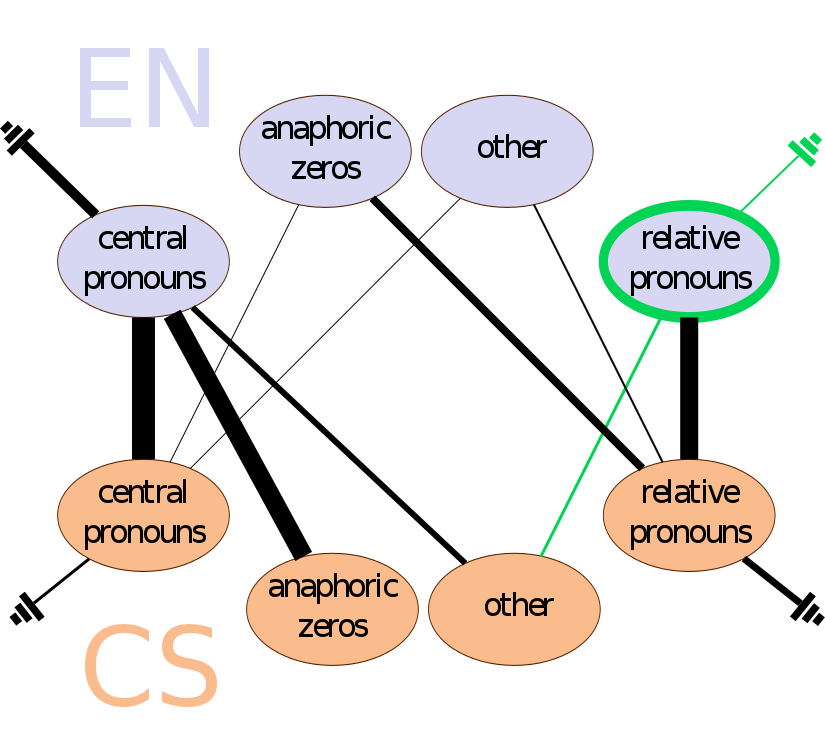 EN
anaphoric
zeros
other
central
pronouns
relative
pronouns
central
pronouns
relative
pronouns
anaphoric
zeros
other
CS